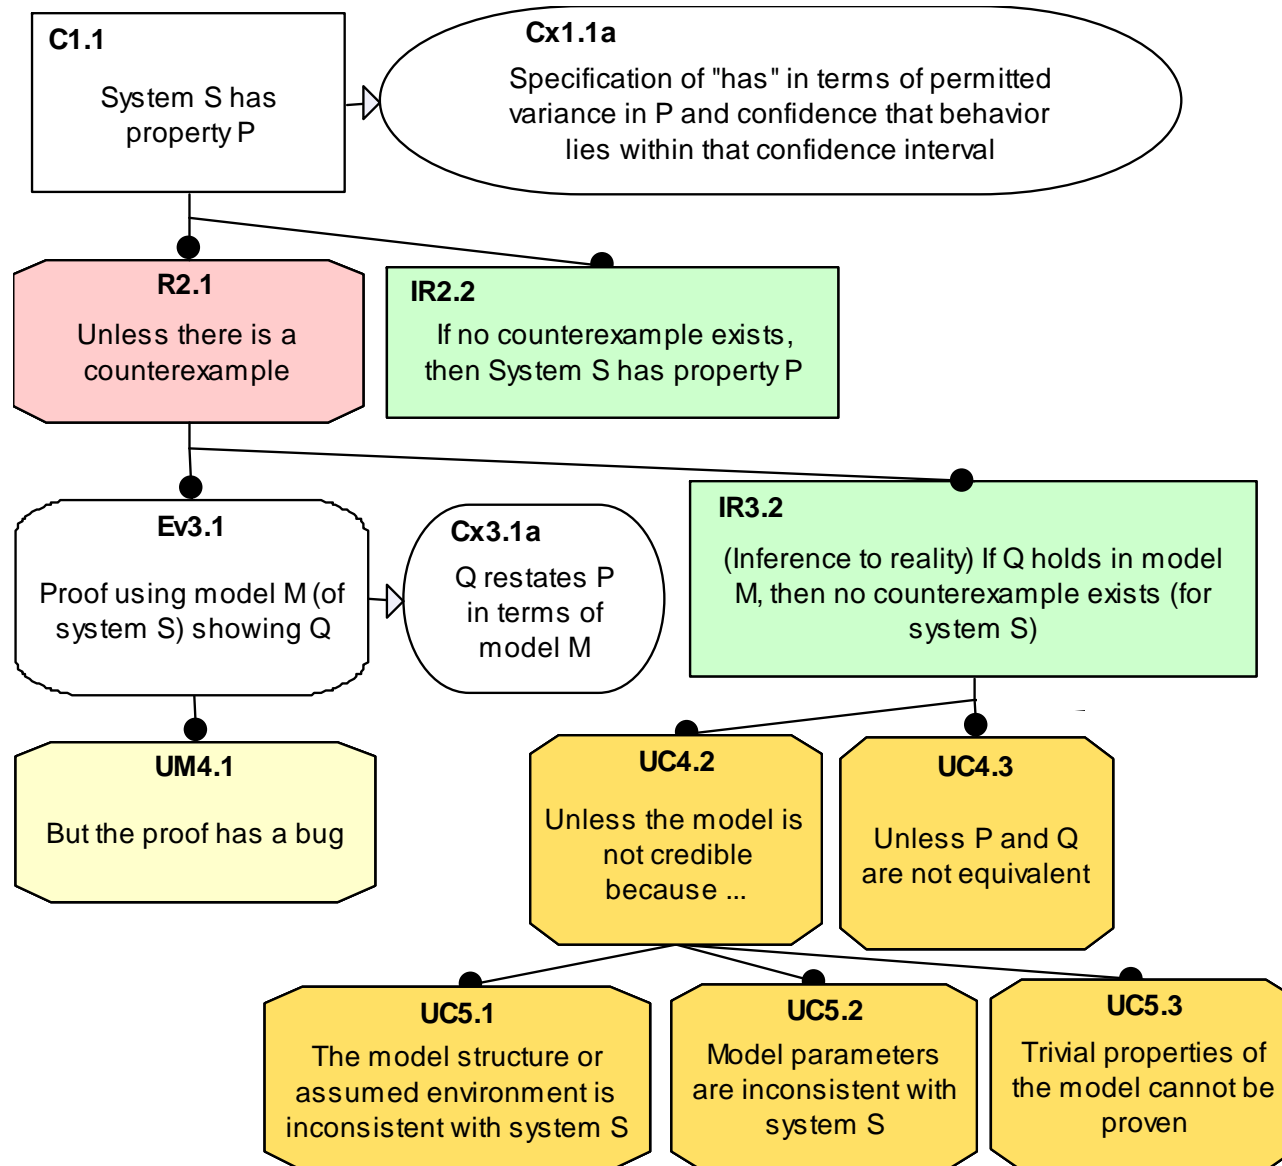 C1.1
System S has
property P
Cx1.1a
Specification of "has" in terms of permitted
variance in P and confidence that behavior
lies within that confidence interval
R2.1
Unless there is a
counterexample
IR2.2
If no counterexample exists,
then System S has property P
Ev3.1
Proof using model M (of
system S) showing Q
Cx3.1a
Q restates P
in terms of
model M
IR3.2
(Inference to reality) If Q holds in model
M, then no counterexample exists (for
system S)
UM4.1
But the proof has a bug
UC4.2
Unless the model is
not credible
because ...
UC4.3
Unless P and Q
are not equivalent
UC5.1
The model structure or
assumed environment is
inconsistent with system S
UC5.2
Model parameters
are inconsistent with
system S
UC5.3
Trivial properties of
the model cannot be
proven